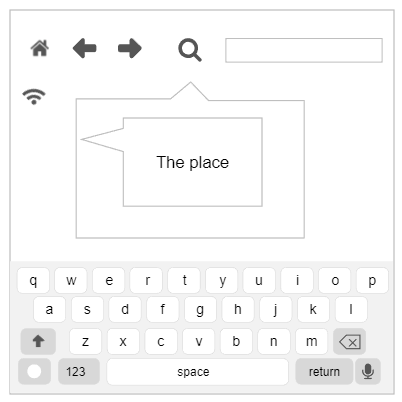 The place
q w e r t y u i o p
a s d f g h j k l
z x c v b n m
123 space return